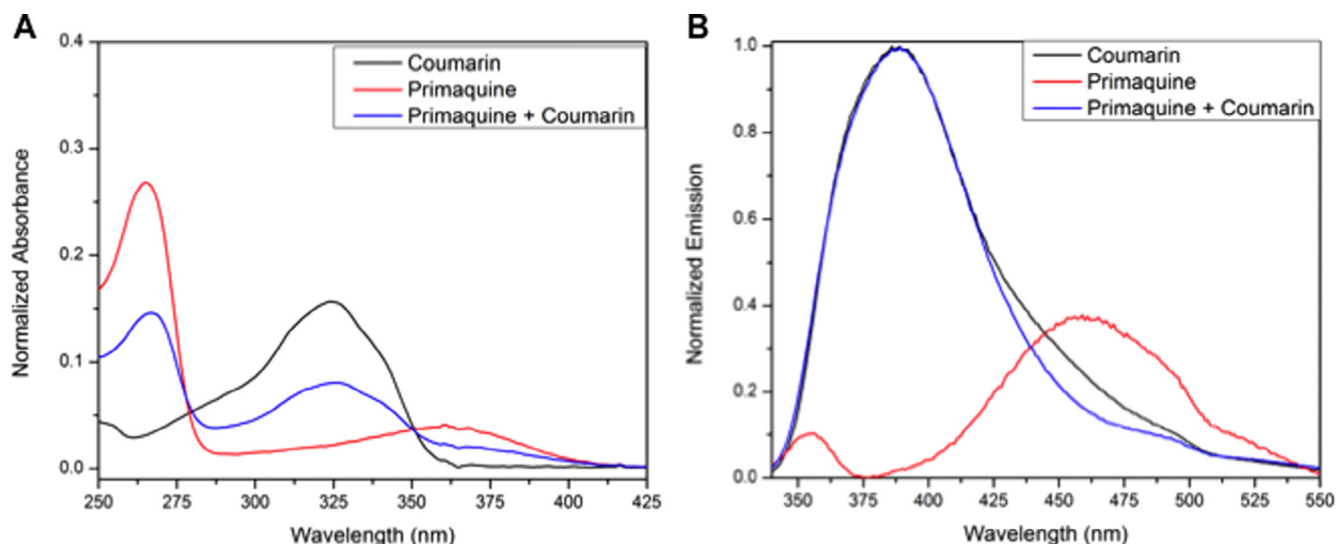 A
0.4
0.3
0.2
0.1
0.0
Normalized Absorbance
Coumarin
Primaquine
Primaquine + Coumarin
250 275 300 325 350 375 400 425
Wavelength (nm)
B
1.0
0.8
0.6
0.4
0.2
0.0
Normalized Emission
Coumarin
Primaquine
Primaquine + Coumarin
350 375 400 425 450 475 500 525 550
Wavelength (nm)